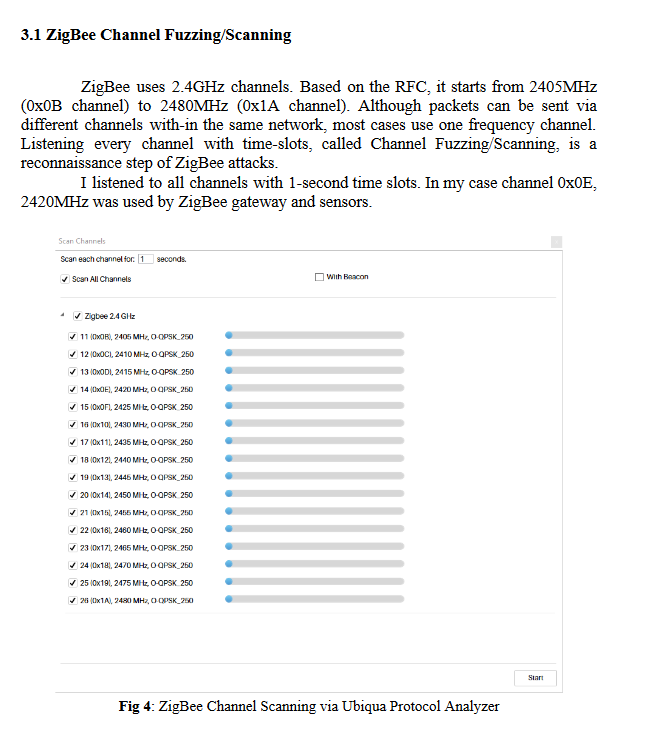 3.1 ZigBee Channel Fuzzing/Scanning
ZigBee uses 2.4GHz channels. Based on the RFC, it starts from 2405MHz
(0x0B channel) to 2480MHz (0x1A channel). Although packets can be sent via
different channels with-in the same network, most cases use one frequency channel.
Listening every channel with time-slots, called Channel Fuzzing/Scanning, is a
reconnaissance step of ZigBee attacks.
I listened to all channels with 1-second time slots. In my case channel 0x0E,
2420MHz was used by ZigBee gateway and sensors.
Scan Channels
Scan each channel for: 1 seconds.
Scan All Channels
With Beacon
Zigbee 2.4 GHz
11 (0x0B), 2405 MHz, O-QPSK_250
12 (0x0C), 2410 MHz, O-QPSK_250
13 (0x0D), 2415 MHz, O-QPSK_250
14 (0x0E), 2420 MHz, O-QPSK_250
15 (0x0F), 2425 MHz, O-QPSK_250
16 (0x10), 2430 MHz, O-QPSK_250
17 (0x11), 2435 MHz, O-QPSK_250
18 (0x12), 2440 MHz, O-QPSK_250
19 (0x13), 2445 MHz, O-QPSK_250
20 (0x14), 2450 MHz, O-QPSK_250
21 (0x15), 2455 MHz, O-QPSK_250
22 (0x16), 2460 MHz, O-QPSK_250
23 (0x17), 2465 MHz, O-QPSK_250
24 (0x18), 2470 MHz, O-QPSK_250
25 (0x19), 2475 MHz, O-QPSK_250
26 (0x1A), 2480 MHz, O-QPSK_250
Start
Fig 4: ZigBee Channel Scanning via Ubiqua Protocol Analyzer